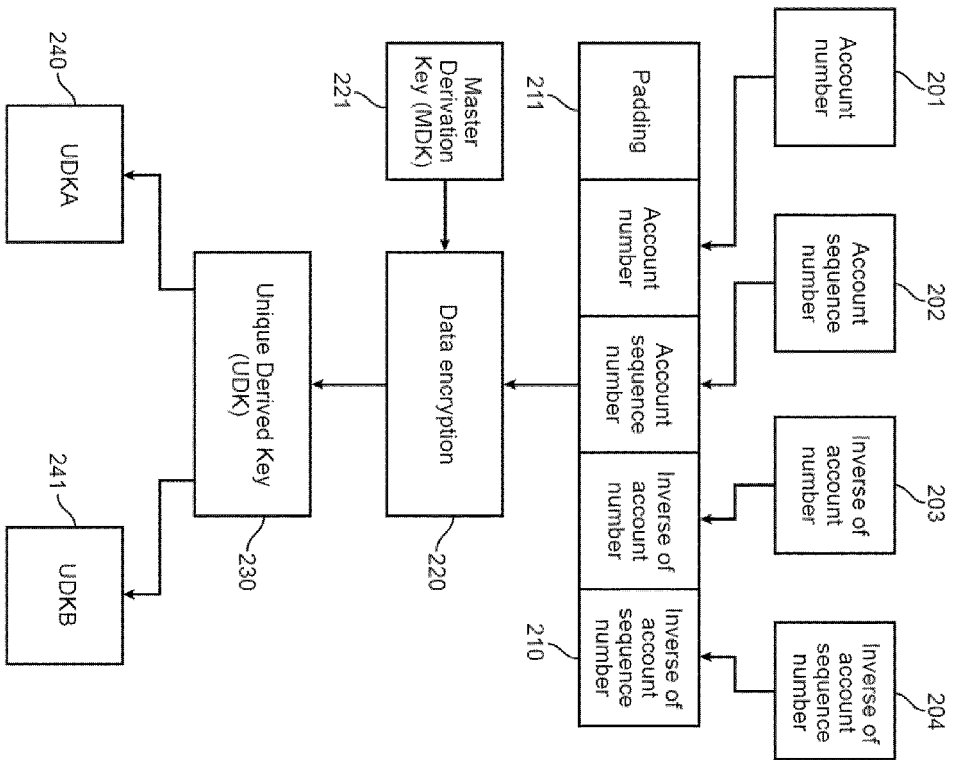 201
Account
number
202
Account
sequence
number
203
Inverse of
account
number
204
Inverse of
account
sequence
number
Padding
211
Account
number
Account
sequence
number
Inverse of
account
number
Inverse of
account
sequence
number
210
Master
Derivation
Key (MDK)
221
Data encryption
220
Unique Derived Key
(UDK)
230
240
UDKA
241
UDKB